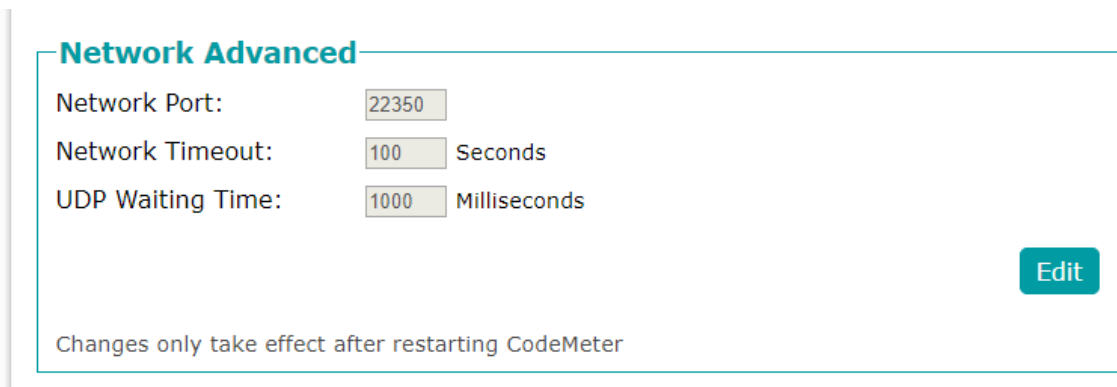 Network Advanced
Network Port: 22350
Network Timeout: 100 Seconds
UDP Waiting Time: 1000 Milliseconds
Edit
Changes only take effect after restarting CodeMeter